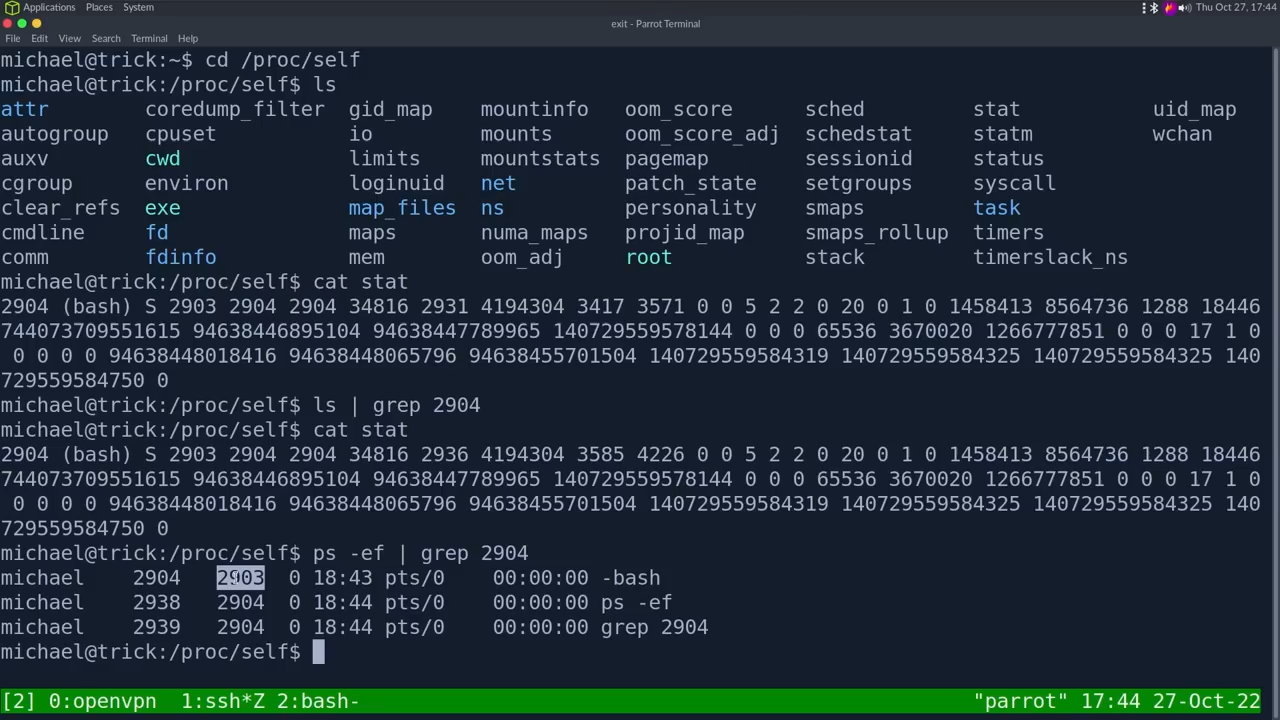 Applications Places System Thu Oct 27, 17:44
exit - Parrot Terminal
File Edit View Search Terminal Help
michael@trick:~$ cd /proc/self
michael@trick:/proc/self$ ls
attr coredump_filter gid_map mountinfo oom_score sched stat uid_map
autogroup cpuset io mounts oom_score_adj schedstat statm wchan
auxv cwd limits mountstats pagemap sessionid status
cgroup environ loginuid net patch_state setgroups syscall
clear_refs exe map_files ns personality smaps task
cmdline fd maps numa_maps projid_map smaps_rollup timers
comm fdinfo mem oom_adj root stack timerslack_ns
michael@trick:/proc/self$ cat stat
2904 (bash) S 2903 2904 2904 34816 2931 4194304 3417 3571 0 0 5 2 2 0 20 0 1 0 1458413 8564736 1288 18446
744073709551615 94638446895104 94638447789965 140729559578144 0 0 0 65536 3670020 1266777851 0 0 0 17 1 0
0 0 0 0 94638448018416 94638448065796 94638455701504 140729559584319 140729559584325 140729559584325 140
729559584750 0
michael@trick:/proc/self$ ls | grep 2904
michael@trick:/proc/self$ cat stat
2904 (bash) S 2903 2904 2904 34816 2936 4194304 3585 4226 0 0 5 2 2 0 20 0 1 0 1458413 8564736 1288 18446
744073709551615 94638446895104 94638447789965 140729559578144 0 0 0 65536 3670020 1266777851 0 0 0 17 1 0
0 0 0 0 94638448018416 94638448065796 94638455701504 140729559584319 140729559584325 140729559584325 140
729559584750 0
michael@trick:/proc/self$ ps -ef | grep 2904
michael 2904 2903 0 18:43 pts/0 00:00:00 -bash
michael 2938 2904 0 18:44 pts/0 00:00:00 ps -ef
michael 2939 2904 0 18:44 pts/0 00:00:00 grep 2904
michael@trick:/proc/self$
[2] 0:openvpn 1:ssh*Z 2:bash- "parrot" 17:44 27-Oct-22